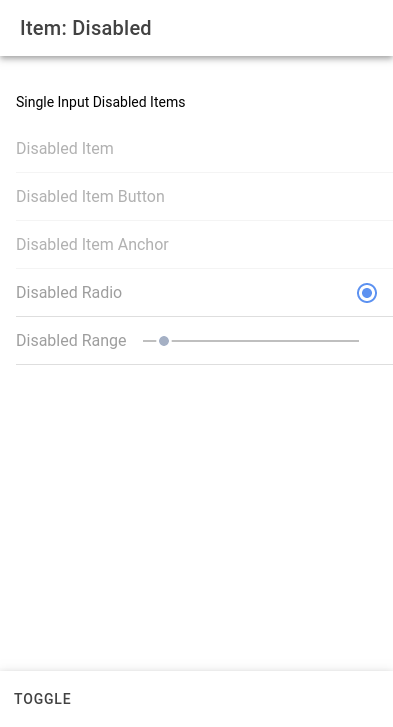 Item: Disabled
Single Input Disabled Items
Disabled Item
Disabled Item Button
Disabled Item Anchor
Disabled Radio
Disabled Range
TOGGLE